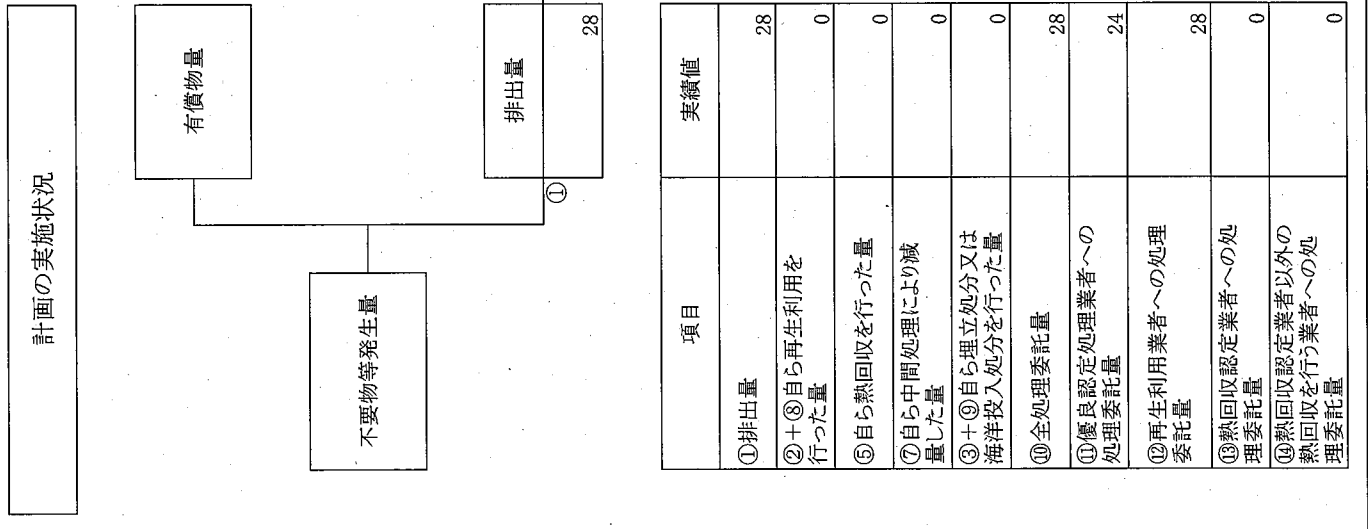 計画の実施状況
不要物等発生量
有償物量
①
排出量
28
項目
実績値
①排出量
28
②+⑧自ら再生利用を
行った量
0
⑤自ら熱回収を行った量
0
⑦自ら中間処理により減
量した量
0
③+⑨自ら埋立処分又は
海洋投入処分を行った量
0
⑩全処理委託量
28
⑪優良認定処理業者への
処理委託量
24
⑫再生利用業者への処理
委託量
28
⑬熱回収認定業者への処
理委託量
0
⑭熱回収認定業者以外の
熱回収を行う業者への処
理委託量
0